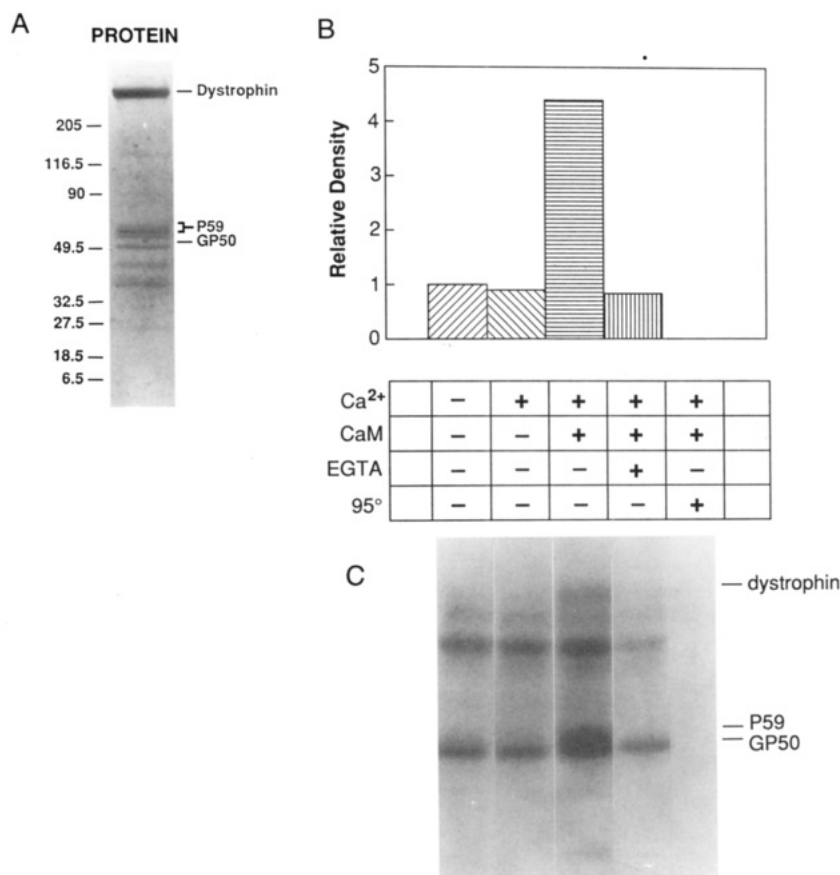 A
PROTEIN
Dystrophin
205
116.5
90
P59
GP50
49.5
32.5
27.5
18.5
6.5
B
Relative Density
5
4
3
2
1
0
Ca²⁺ − + + + +
CaM − − + + +
EGTA − − − + −
95° − − − − +
C
dystrophin
P59
GP50